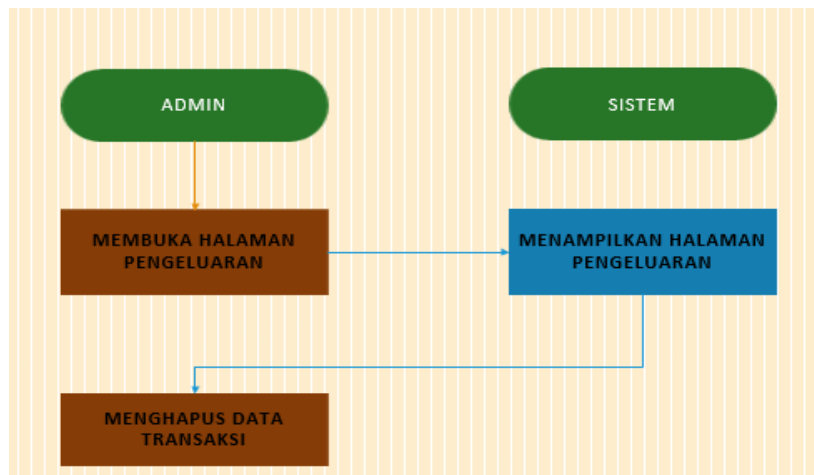 ADMIN
SISTEM
MEMBUKA HALAMAN
PENGELUARAN
MENAMPILKAN HALAMAN
PENGELUARAN
MENGHAPUS DATA
TRANSAKSI